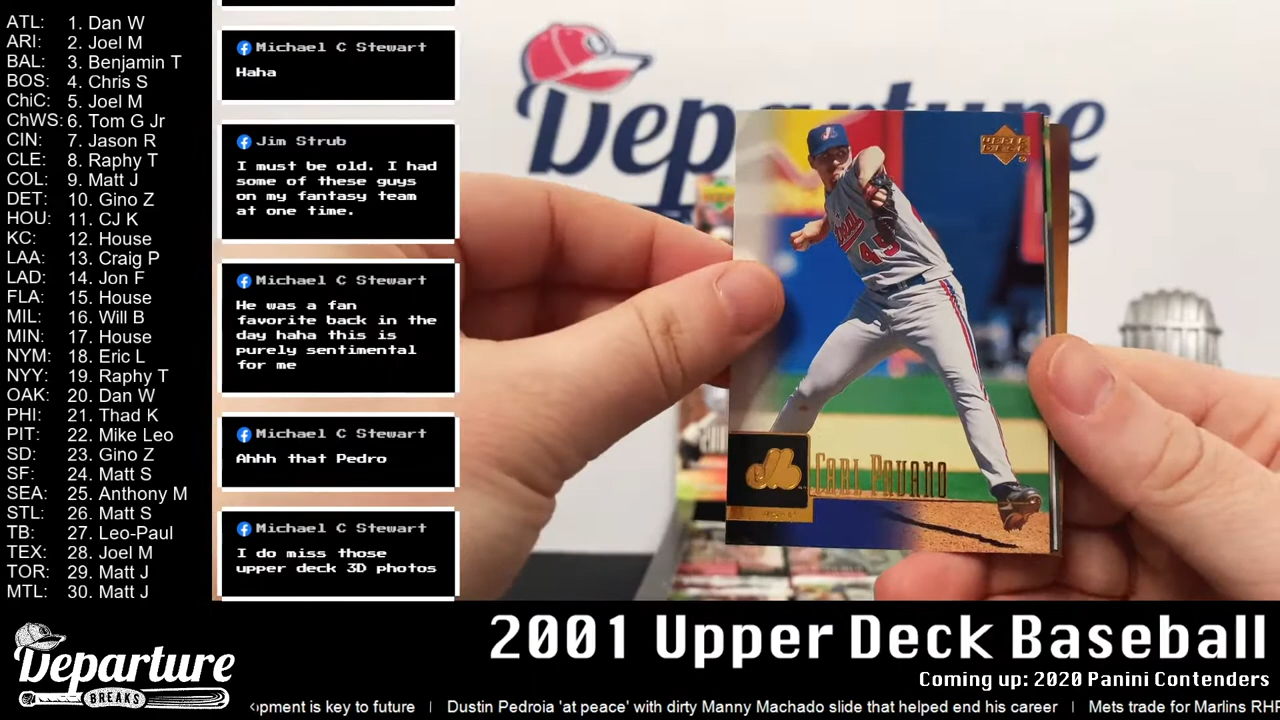 ATL: 1. Dan W
ARI: 2. Joel M
BAL: 3. Benjamin T
BOS: 4. Chris S
ChiC: 5. Joel M
ChWS: 6. Tom G Jr
CIN: 7. Jason R
CLE: 8. Raphy T
COL: 9. Matt J
DET: 10. Gino Z
HOU: 11. CJ K
KC: 12. House
LAA: 13. Craig P
LAD: 14. Jon F
FLA: 15. House
MIL: 16. Will B
MIN: 17. House
NYM: 18. Eric L
NYY: 19. Raphy T
OAK: 20. Dan W
PHI: 21. Thad K
PIT: 22. Mike Leo
SD: 23. Gino Z
SF: 24. Matt S
SEA: 25. Anthony M
STL: 26. Matt S
TB: 27. Leo-Paul
TEX: 28. Joel M
TOR: 29. Matt J
MTL: 30. Matt J
Michael C Stewart
Haha
Jim Strub
I must be old. I had
some of these guys
on my fantasy team
at one time.
Michael C Stewart
He was a fan
favorite back in the
day haha this is
purely sentimental
for me
Michael C Stewart
Ahhh that Pedro
Michael C Stewart
I do miss those
upper deck 3D photos
Departure
UPPER
DECK
45
Carl Pavano
2001 Upper Deck Baseball
Coming up: 2020 Panini Contenders
Departure
BREAKS
opment is key to future | Dustin Pedroia 'at peace' with dirty Manny Machado slide that helped end his career | Mets trade for Marlins RHP